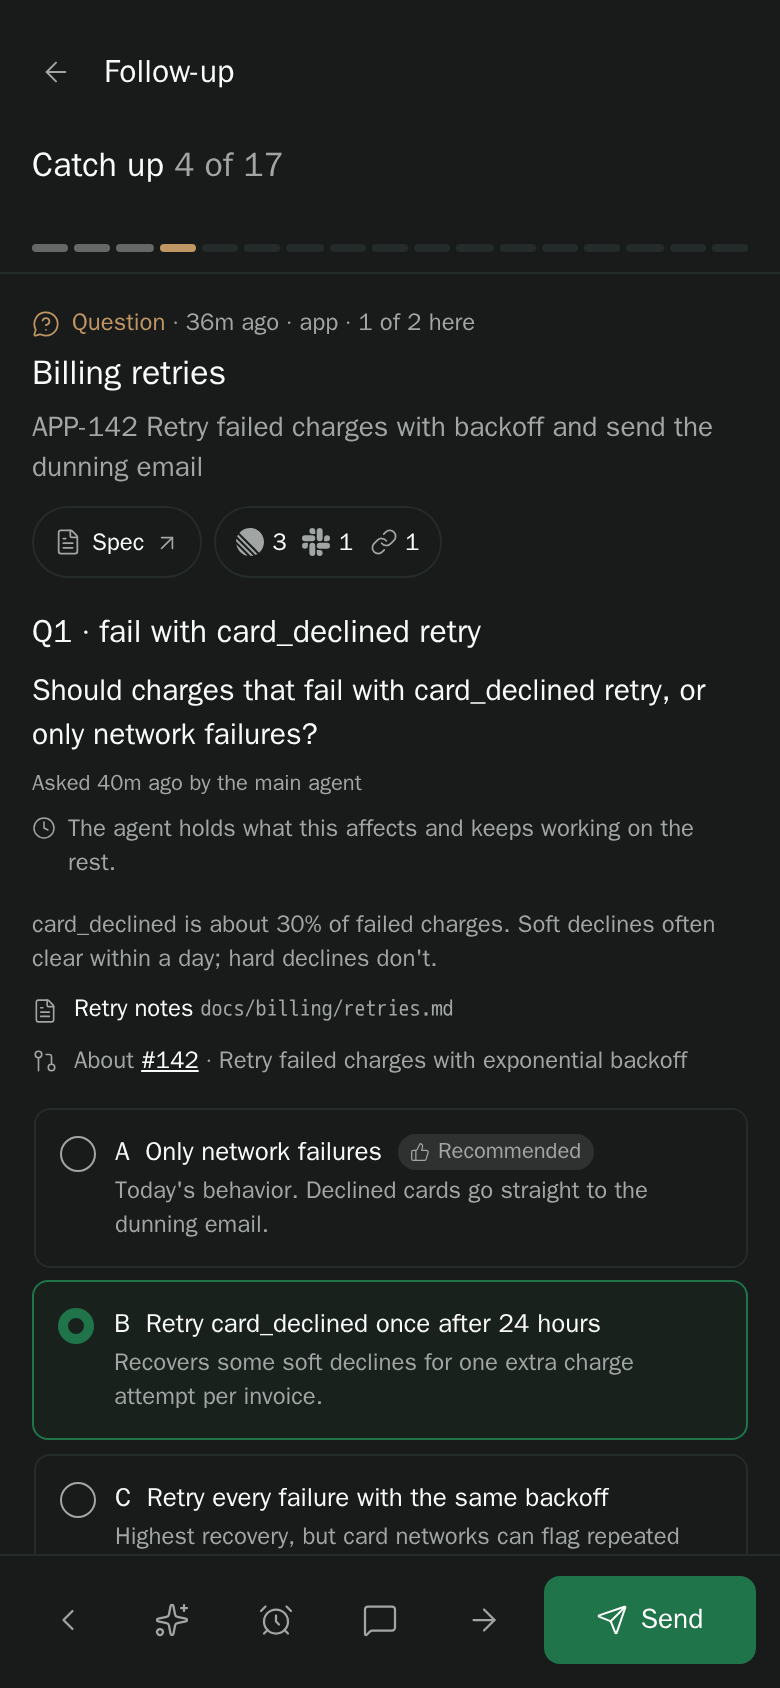 Follow-up
Catch up 4 of 17
Question · 36m ago · app · 1 of 2 here
Billing retries
APP-142 Retry failed charges with backoff and send the
dunning email
Spec
3 1 1
Q1 · fail with card_declined retry
Should charges that fail with card_declined retry, or
only network failures?
Asked 40m ago by the main agent
The agent holds what this affects and keeps working on the
rest.
card_declined is about 30% of failed charges. Soft declines often
clear within a day; hard declines don't.
Retry notes docs/billing/retries.md
About #142 · Retry failed charges with exponential backoff
A Only network failures Recommended
Today's behavior. Declined cards go straight to the
dunning email.
B Retry card_declined once after 24 hours
Recovers some soft declines for one extra charge
attempt per invoice.
C Retry every failure with the same backoff
Highest recovery, but card networks can flag repeated
Send